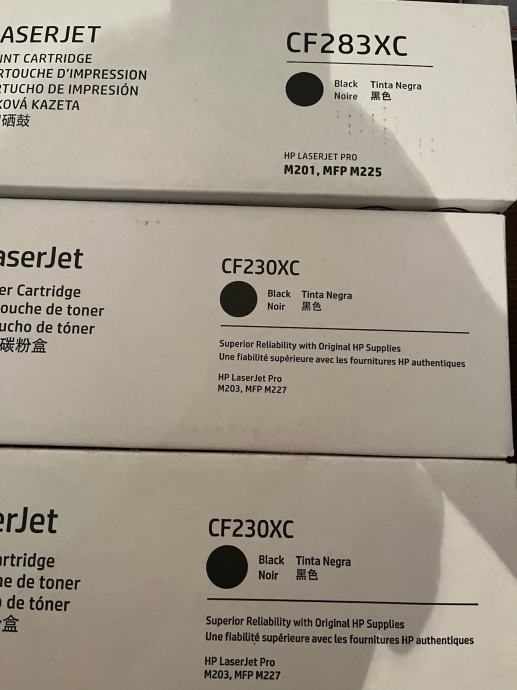 ASERJET
INT CARTRIDGE
RTOUCHE D'IMPRESSION
RTUCHO DE IMPRESIÓN
KOVÁ KAZETA
硒鼓
CF283XC
Black Tinta Negra
Noire 黑色
HP LASERJET PRO
M201, MFP M225
aserJet
er Cartridge
ouche de toner
ucho de tóner
碳粉盒
CF230XC
Black Tinta Negra
Noir 黑色
Superior Reliability with Original HP Supplies
Une fiabilité supérieure avec les fournitures HP authentiques
HP LaserJet Pro
M203, MFP M227
erJet
artridge
he de toner
o de tóner
盒
CF230XC
Black Tinta Negra
Noir 黑色
Superior Reliability with Original HP Supplies
Une fiabilité supérieure avec les fournitures HP authentiques
HP LaserJet Pro
M203, MFP M227